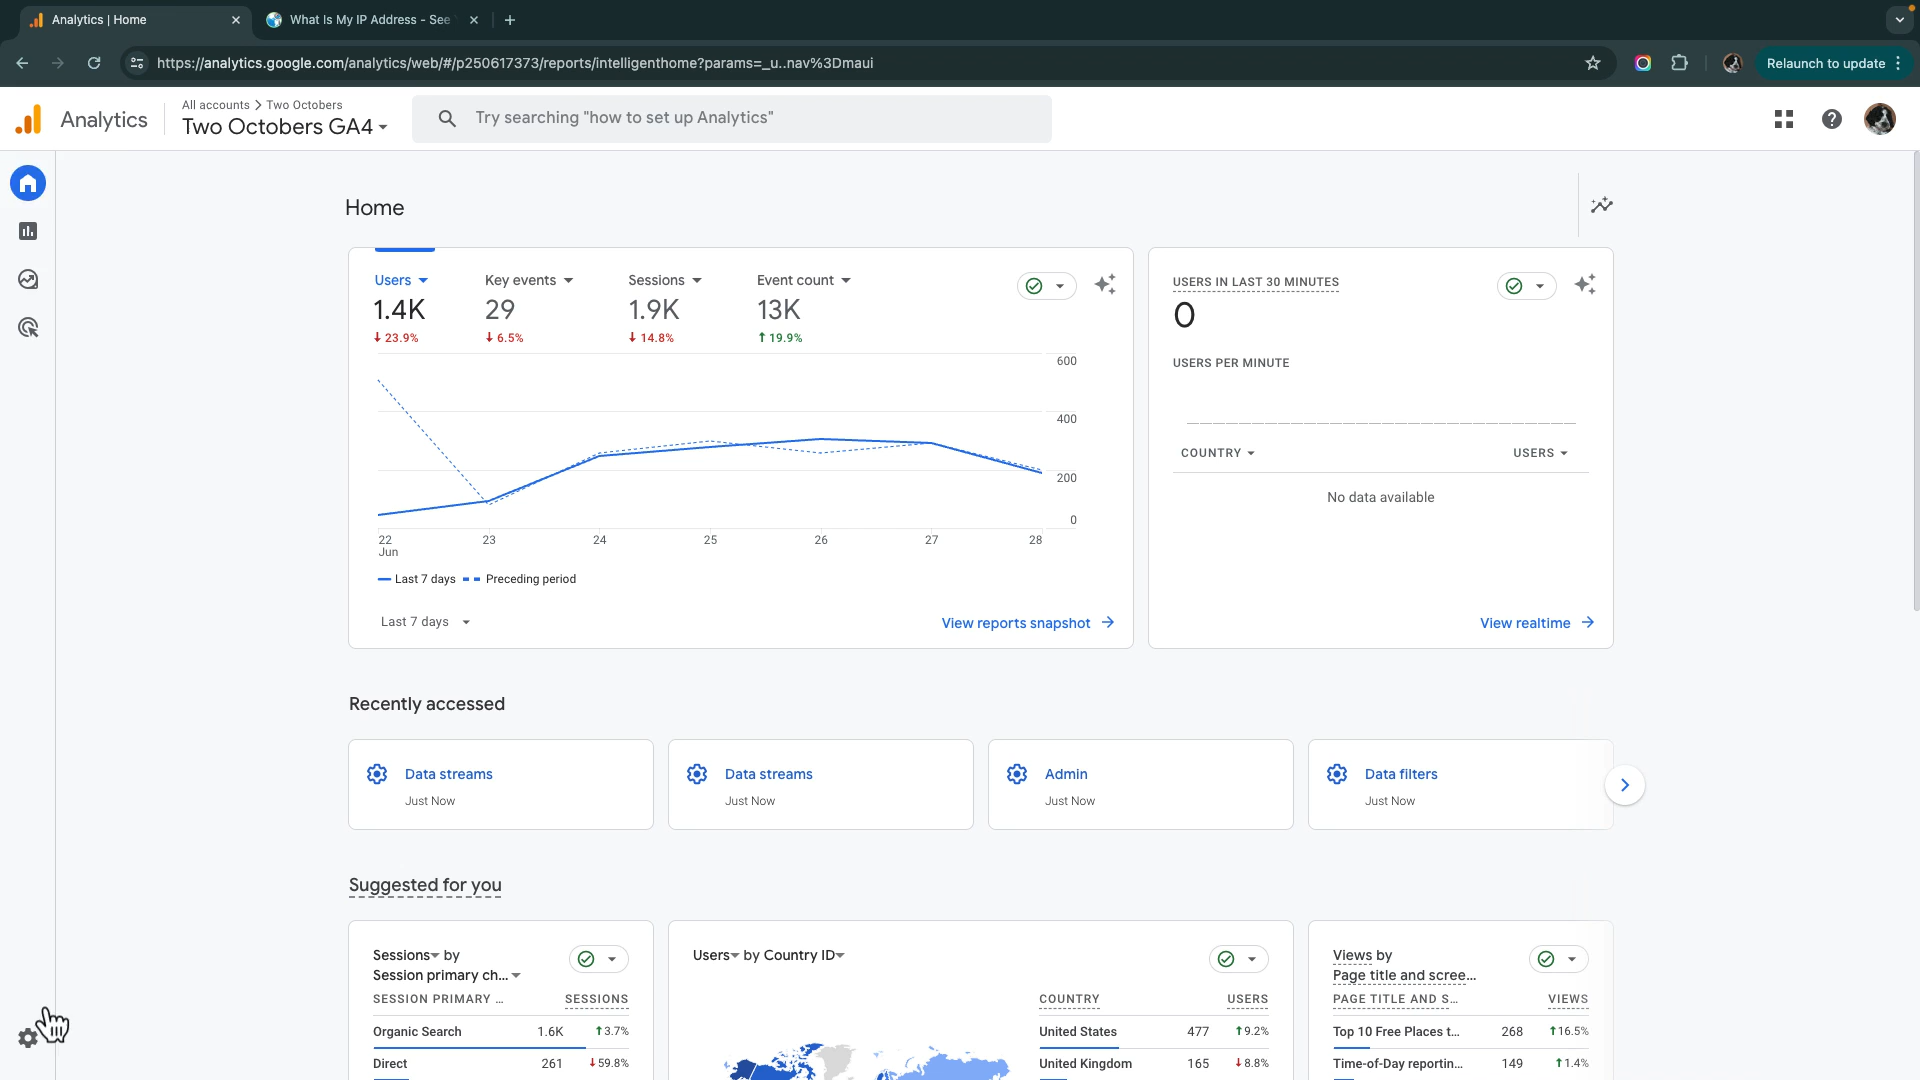 Analytics | Home
What Is My IP Address - See
https://analytics.google.com/analytics/web/#/p250617373/reports/intelligenthome?params=_u..nav%3Dmaui
Relaunch to update
Analytics
All accounts > Two Octobers
Two Octobers GA4
Try searching "how to set up Analytics"
Home
Users
Key events
Sessions
Event count
1.4K
29
1.9K
13K
23.9%
6.5%
14.8%
19.9%
600
400
200
0
22
Jun
23
24
25
26
27
28
Last 7 days
Preceding period
Last 7 days
View reports snapshot
USERS IN LAST 30 MINUTES
0
USERS PER MINUTE
COUNTRY
USERS
No data available
View realtime
Recently accessed
Data streams
Just Now
Data streams
Just Now
Admin
Just Now
Data filters
Just Now
Suggested for you
Sessions by
Session primary ch...
SESSION PRIMARY ...
SESSIONS
Organic Search
1.6K
3.7%
Direct
261
59.8%
Users by Country ID
COUNTRY
USERS
United States
477
9.2%
United Kingdom
165
8.8%
Views by
Page title and scree...
PAGE TITLE AND S...
VIEWS
Top 10 Free Places t...
268
16.5%
Time-of-Day reportin...
149
1.4%